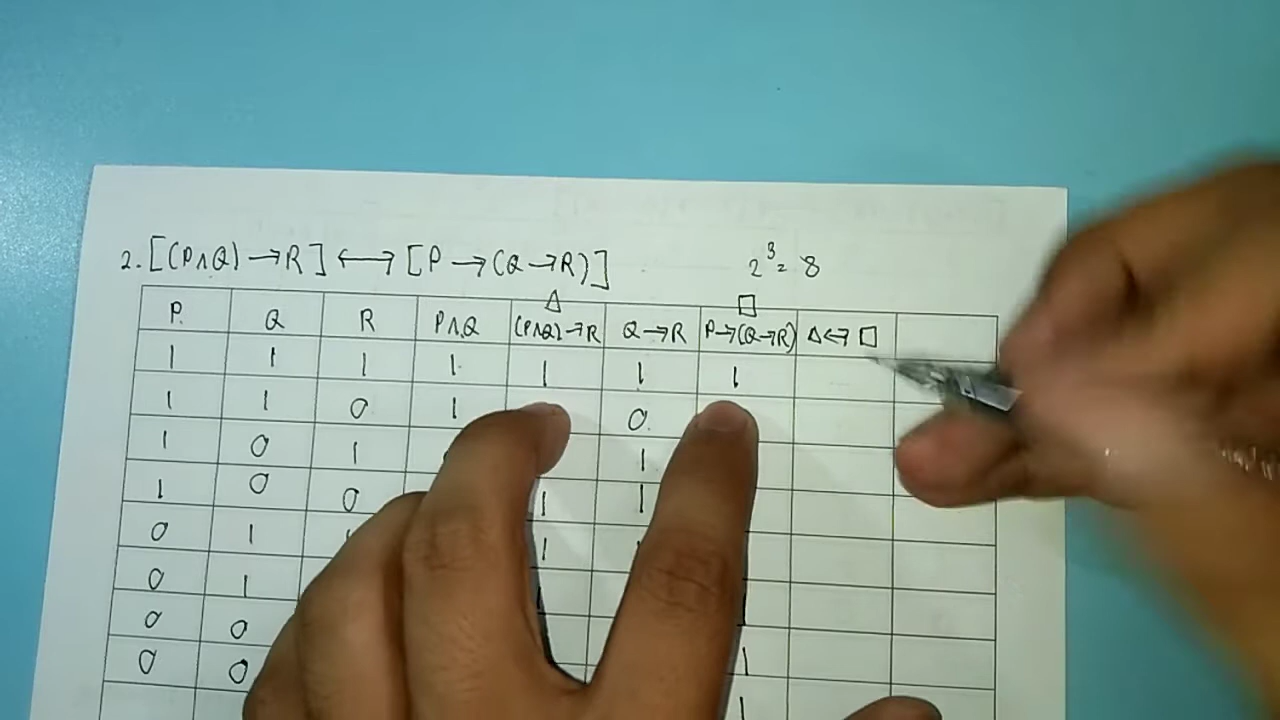 2. [(P∧Q) → R] ⟷ [P → (Q → R)] 2³ = 8
△ □
P Q R P∧Q (P∧Q)→R Q→R P→(Q→R) △↔□
1 1 1 1 1 1 1
1 1 0 1 0
1 0 1 1
1 0 0 1 1
0 1 1
0 1
0 0
0 0 1